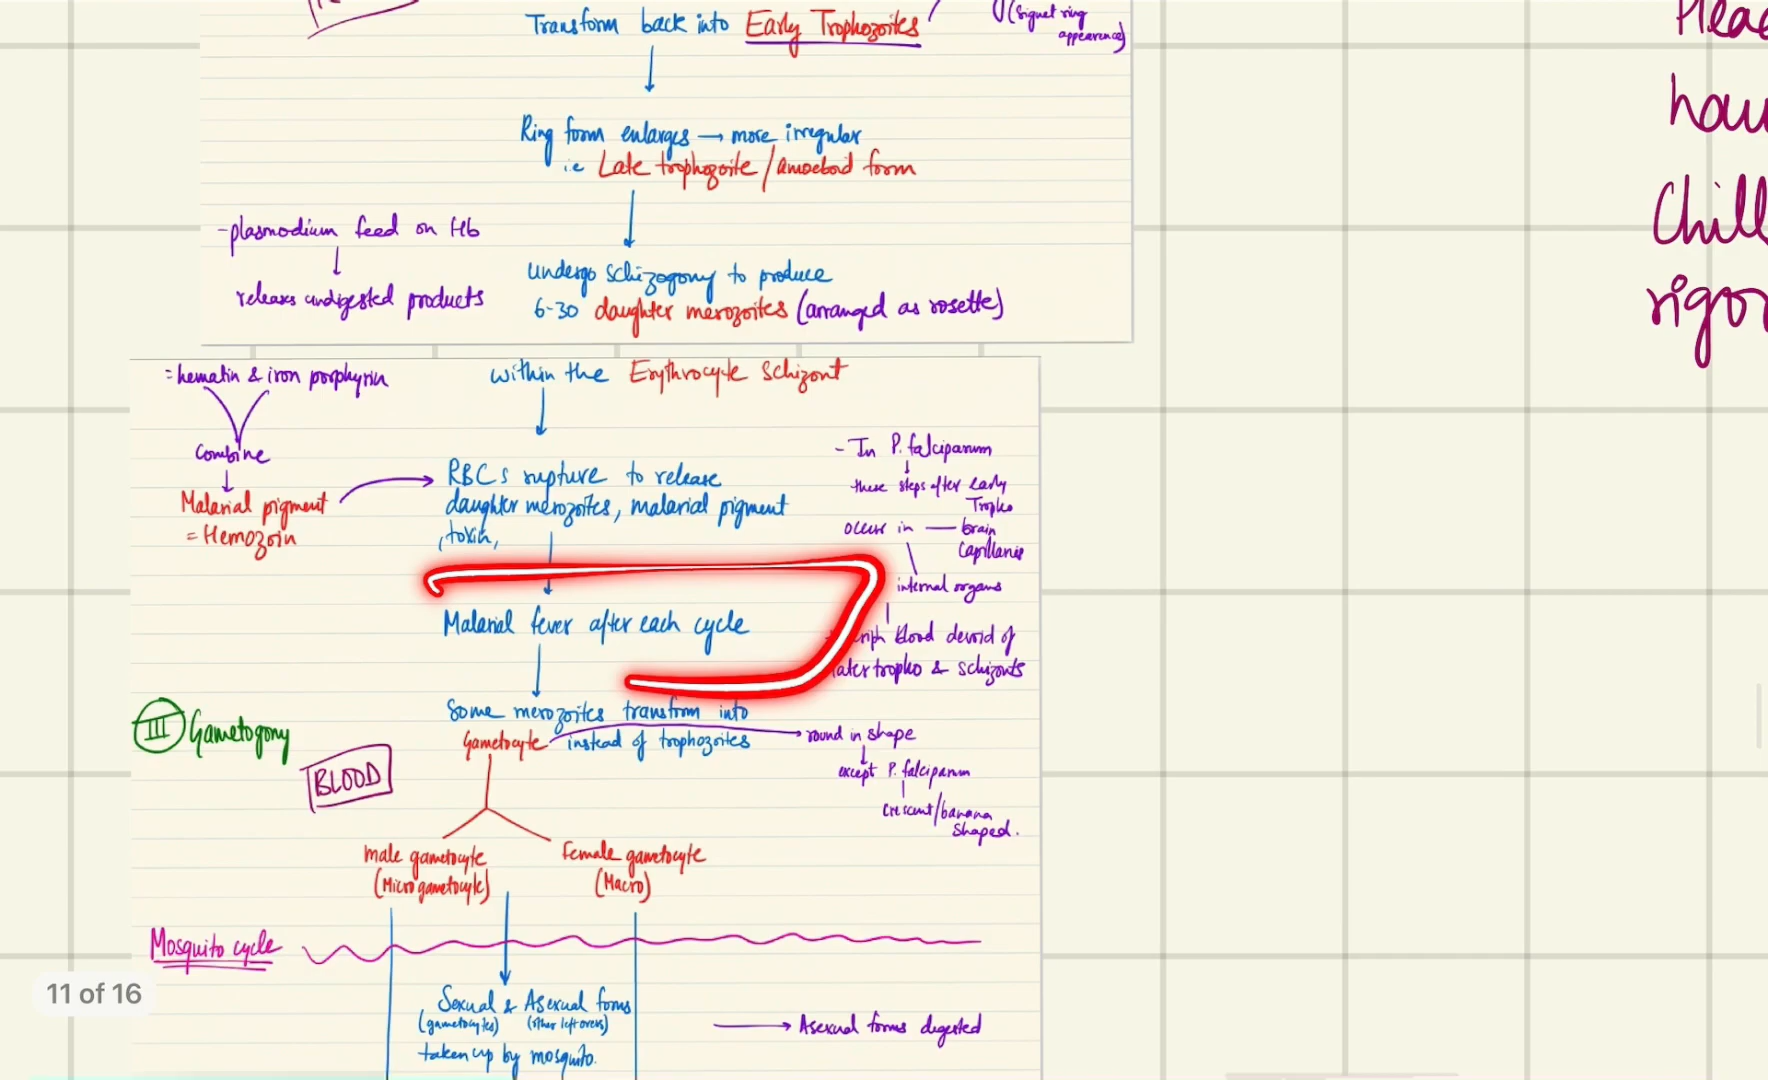 Transform back into Early Trophozoites
(signet ring
appearence)
Ring form enlarges → more irregular
i.e Late trophozoite / amoeboid form
- plasmodium feed on Hb
releases undigested products
undergo schizogony to produce
6-30 daughter merozoites (arranged as rosette)
= hematin & iron porphyrin
Combine
Malarial pigment
= Hemozoin
within the Erythrocyte Schizont
RBCs rupture to release
daughter merozoites, malarial pigment
, toxin,
Malarial fever after each cycle
- In P. falciparum
these steps after early
Tropho
occur in — brain
Capillaries
internal organs
blood devoid of
tropho & schizonts
III Gametogony
BLOOD
Some merozoites transform into
Gametocyte instead of trophozoites
→ round in shape
except P. falciparum
crescent/banana
shaped.
male gametocyte
(Micro gametocyte)
Female gametocyte
(Macro)
Mosquito cycle
Sexual & Asexual forms
(gametocytes) (other left overs)
taken up by mosquito.
→ Asexual forms digested
Chill
11 of 16